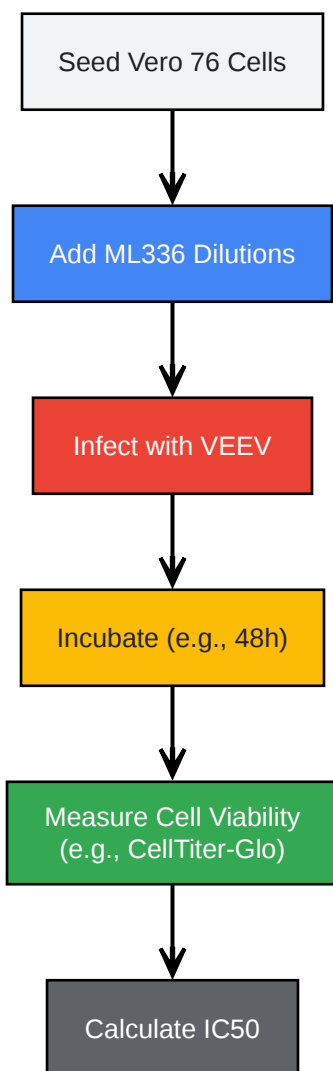 Seed Vero 76 Cells
Add ML336 Dilutions
Infect with VEEV
Incubate (e.g., 48h)
Measure Cell Viability
(e.g., CellTiter-Glo)
Calculate IC50